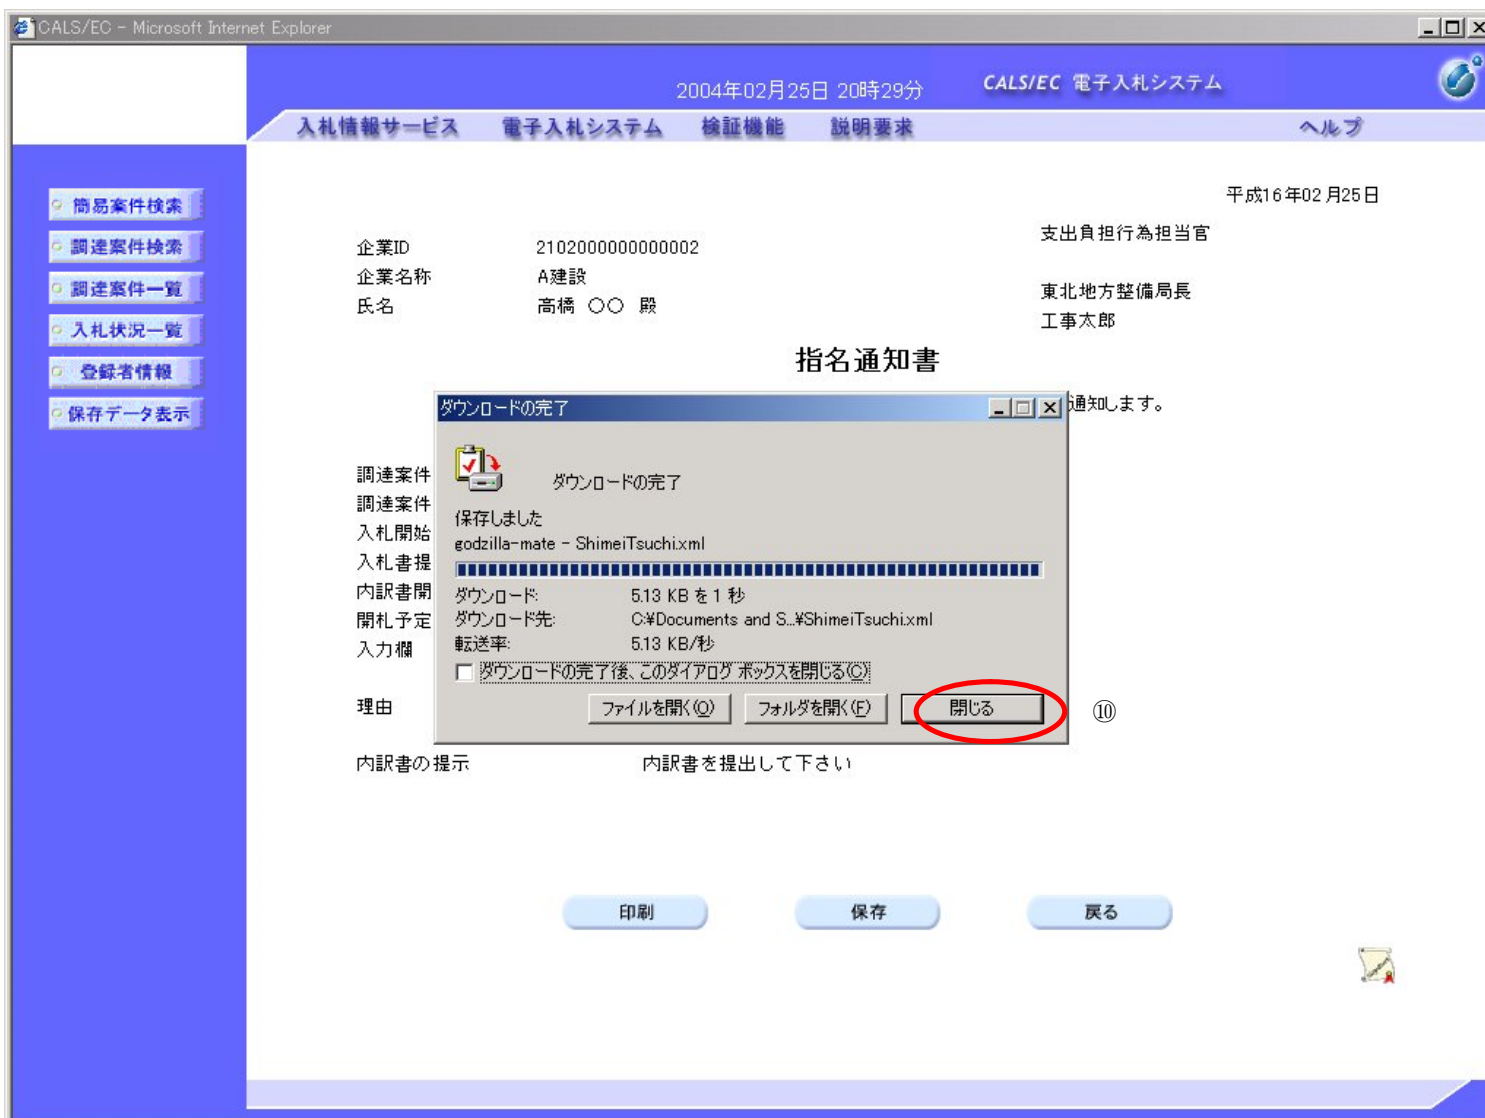 CALS/EC - Microsoft Internet Explorer
2004年02月25日 20時29分
CALS/EC 電子入札システム
入札情報サービス 電子入札システム 検証機能 説明要求 ヘルプ
簡易案件検索
調達案件検索
調達案件一覧
入札状況一覧
登録者情報
保存データ表示
平成16年02月25日
支出負担行為担当官
企業ID 2102000000000002
企業名称 A建設
氏名 高橋 〇〇 殿
東北地方整備局長
工事太郎
指名通知書
通知します。
調達案件
調達案件
入札開始
入札書提
内訳書開
開札予定
入力欄
理由
内訳書の提示 内訳書を提出して下さい
ダウンロードの完了
ダウンロードの完了
保存しました
godzilla-mate - ShimeiTsuchi.xml
ダウンロード: 5.13 KB を 1 秒
ダウンロード先: C:¥Documents and S...¥ShimeiTsuchi.xml
転送率: 5.13 KB/秒
ダウンロードの完了後、このダイアログ ボックスを閉じる(C)
ファイルを開く(O) フォルダを開く(F) 閉じる
⑩
印刷 保存 戻る